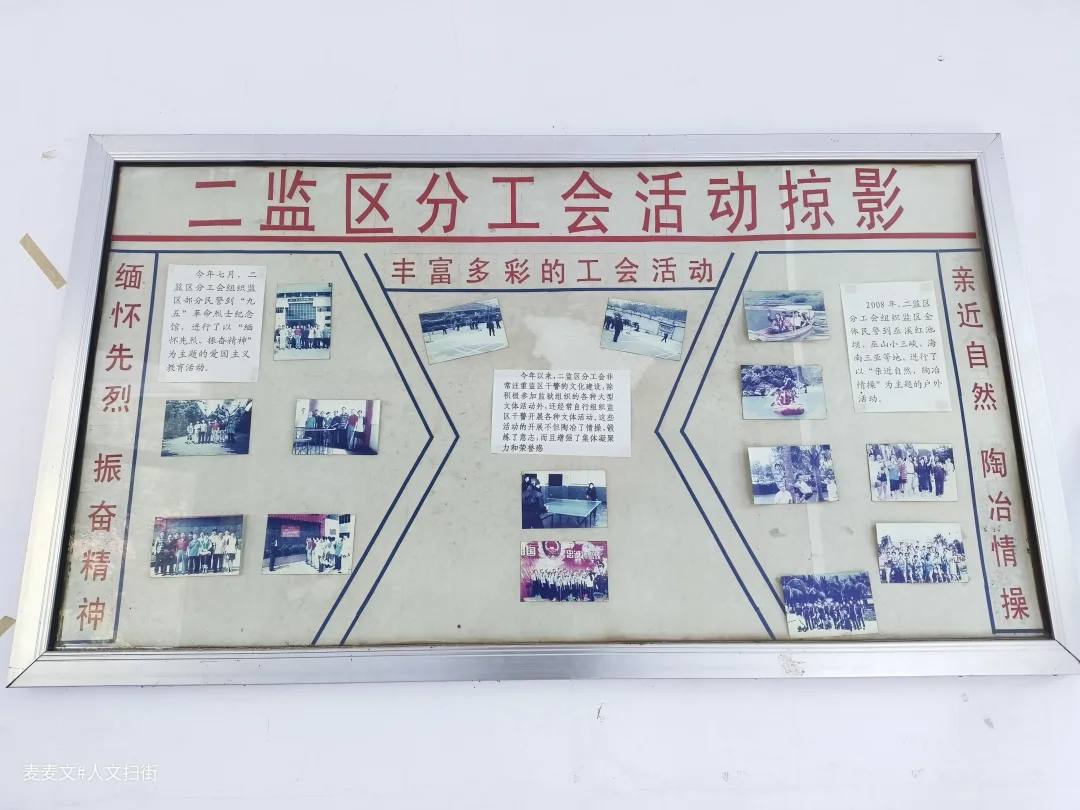 二监区分工会活动掠影
缅怀先烈 振奋精神
今年七月，二
监区分工会组织监
区部分民警到“九
五”革命烈士纪念
馆，进行了以“缅
怀先烈、振奋精神”
为主题的爱国主义
教育活动。
丰富多彩的工会活动
今年以来，二监区分工会非
常注重监区干警的文化建设，除
积极参加监狱组织的各种大型
文体活动外，还经常自行组织监
区干警开展各种文体活动。这些
活动的开展不但陶冶了情操，锻
炼了意志，而且增强了集体凝聚
力和荣誉感
2008年，二监区
分工会组织监区全
体民警到巫溪红池
坝、巫山小三峡、海
南三亚等地，进行了
以“亲近自然，陶冶
情操”为主题的户外
活动。
亲近自然 陶冶情操
麦麦文#人文扫街